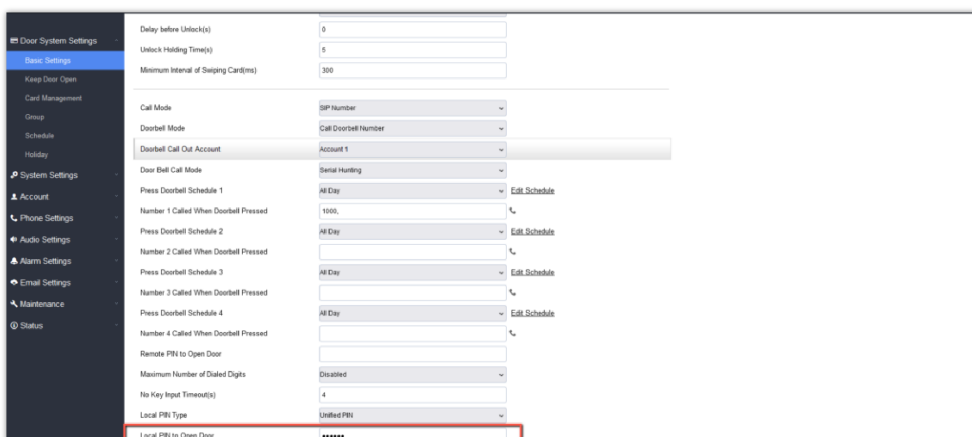 Delay before Unlock(s) 0
Door System Settings
Unlock Holding Time(s) 5
Basic Settings
Minimum Interval of Swiping Card(ms) 300
Keep Door Open
Card Management
Call Mode SIP Number
Group
Doorbell Mode Call Doorbell Number
Schedule
Doorbell Call Out Account Account 1
Holiday
Door Bell Call Mode Serial Hunting
System Settings
Press Doorbell Schedule 1 All Day Edit Schedule
Account
Number 1 Called When Doorbell Pressed 1000,
Phone Settings
Press Doorbell Schedule 2 All Day Edit Schedule
Audio Settings
Number 2 Called When Doorbell Pressed
Alarm Settings
Press Doorbell Schedule 3 All Day Edit Schedule
Email Settings
Number 3 Called When Doorbell Pressed
Maintenance
Press Doorbell Schedule 4 All Day Edit Schedule
Status
Number 4 Called When Doorbell Pressed
Remote PIN to Open Door
Maximum Number of Dialed Digits Disabled
No Key Input Timeout(s) 4
Local PIN Type Unified PIN
Local PIN to Open Door ••••••